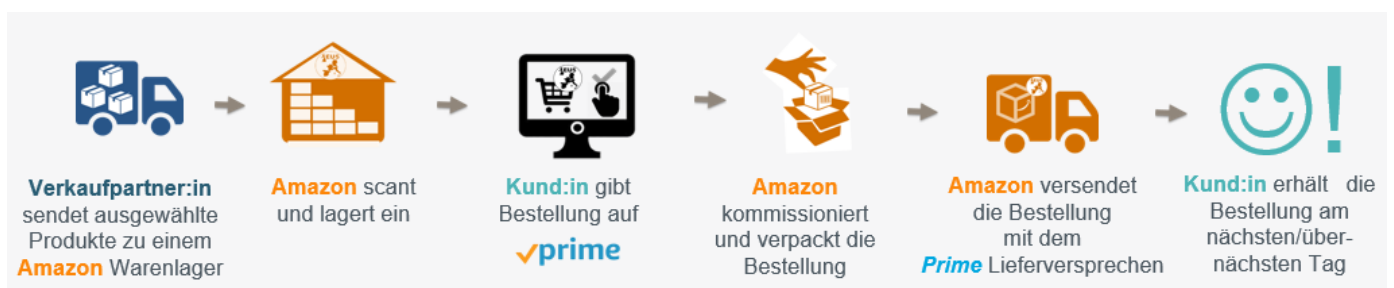 Verkaufpartner:in
sendet ausgewählte
Produkte zu einem
Amazon Warenlager
Amazon scant
und lagert ein
Kund:in gibt
Bestellung auf
prime
Amazon
kommissioniert
und verpackt die
Bestellung
Amazon versendet
die Bestellung
mit dem
Prime Lieferversprechen
Kund:in erhält die
Bestellung am
nächsten/über-
nächsten Tag